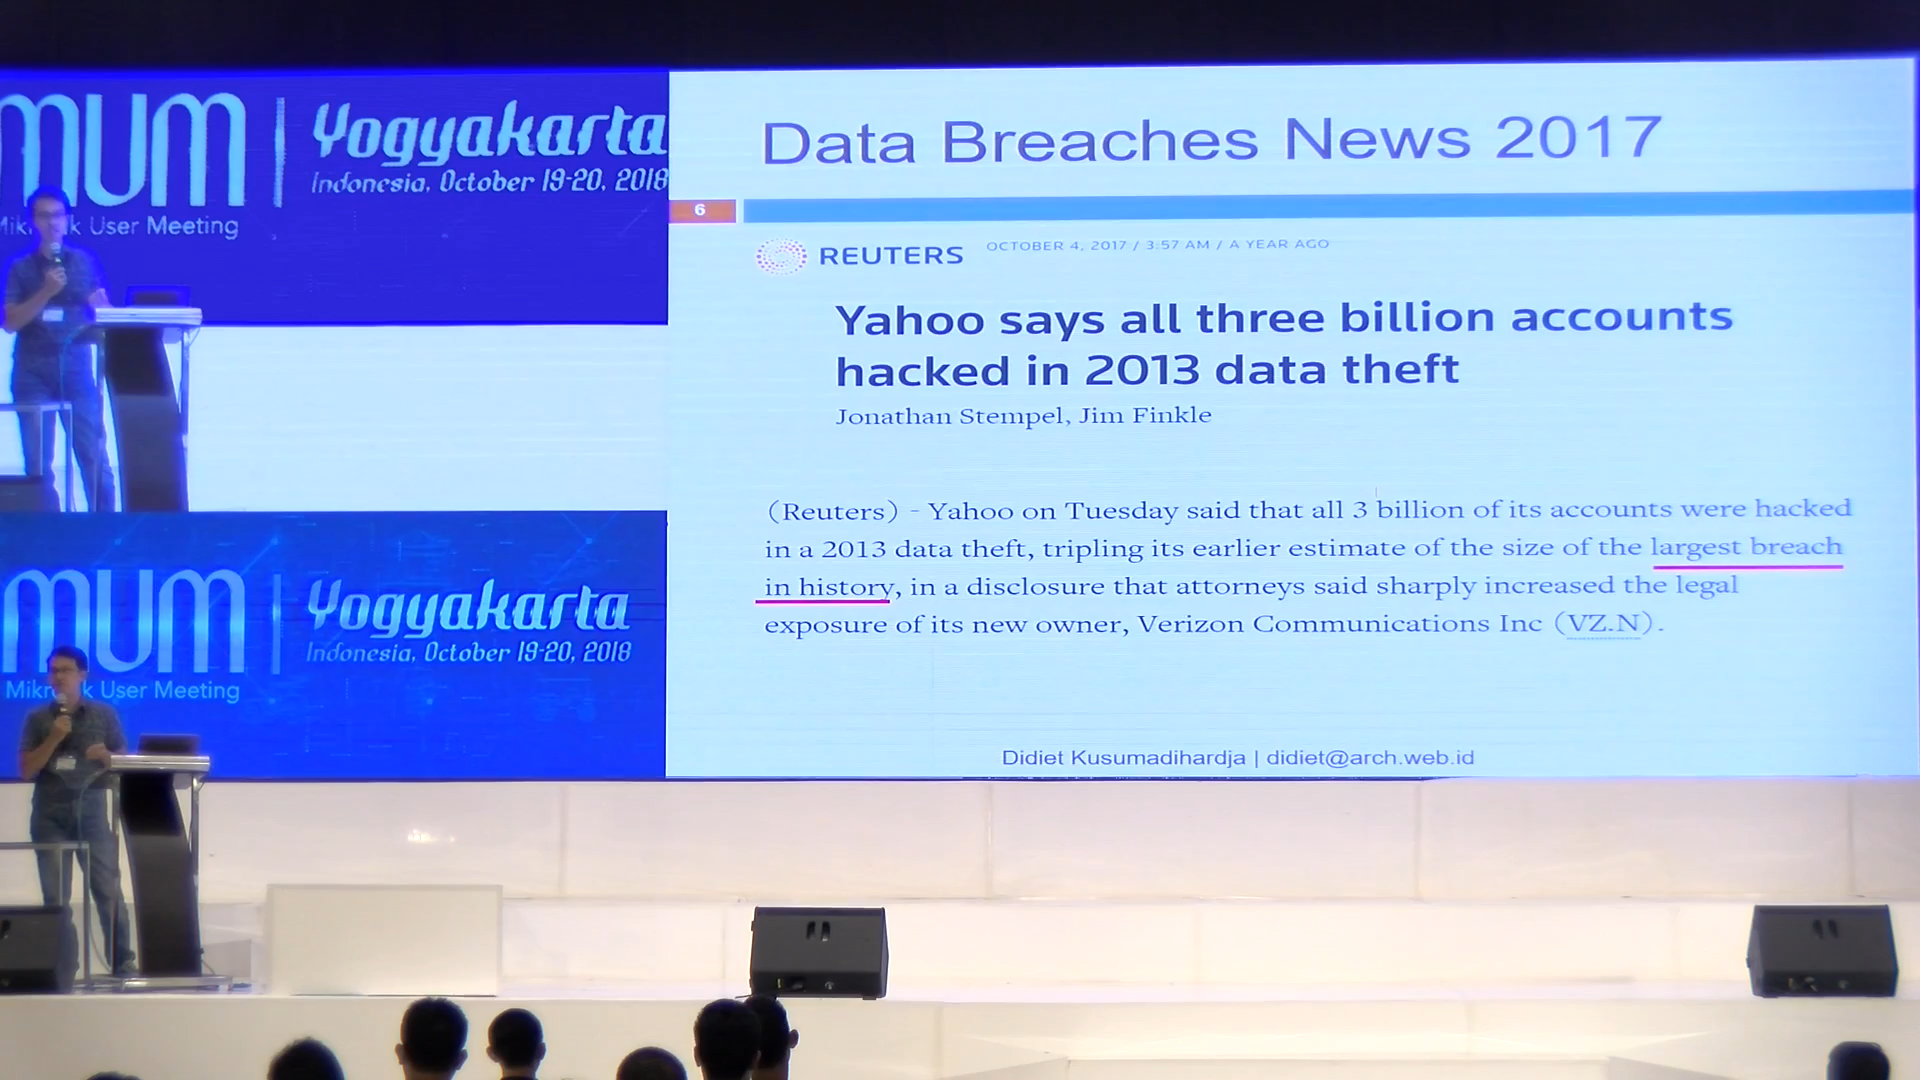 MUM
Yogyakarta
Indonesia, October 19-20, 2018
User Meeting
Data Breaches News 2017
6
REUTERS
OCTOBER 4, 2017 / 3:57 AM / A YEAR AGO
Yahoo says all three billion accounts
hacked in 2013 data theft
Jonathan Stempel, Jim Finkle
(Reuters) - Yahoo on Tuesday said that all 3 billion of its accounts were hacked
in a 2013 data theft, tripling its earlier estimate of the size of the largest breach
in history, in a disclosure that attorneys said sharply increased the legal
exposure of its new owner, Verizon Communications Inc (VZ.N).
Didiet Kusumadihardja | didiet@arch.web.id
MUM
Yogyakarta
Indonesia, October 19-20, 2018
User Meeting